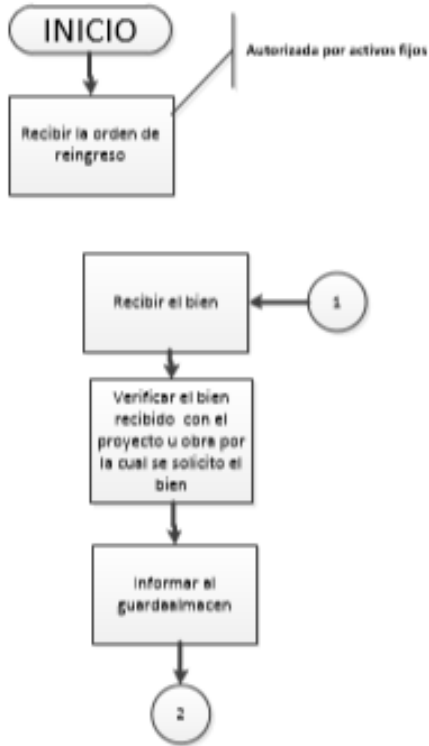 INICIO
Autorizada por activos fijos
Recibir la orden de
reingreso
Recibir el bien
1
Verificar el bien
recibido con el
proyecto u obra por
la cual se solicito el
bien
Informar al
guardaalmacen
2